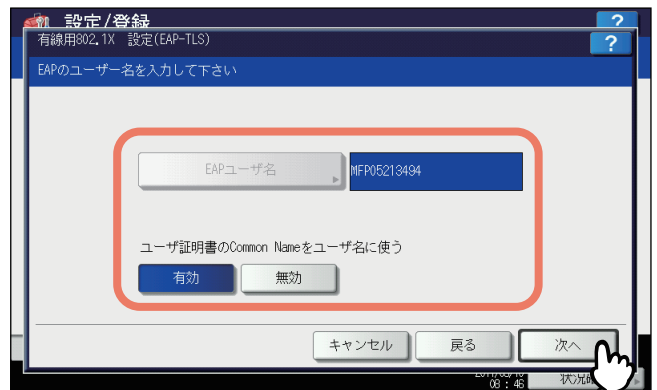 設定/登録
?
有線用802.1X 設定(EAP-TLS)
?
EAPのユーザー名を入力して下さい
EAPユーザ名
MFP05213494
ユーザ証明書のCommon Nameをユーザ名に使う
有効 無効
キャンセル 戻る 次へ
08:46